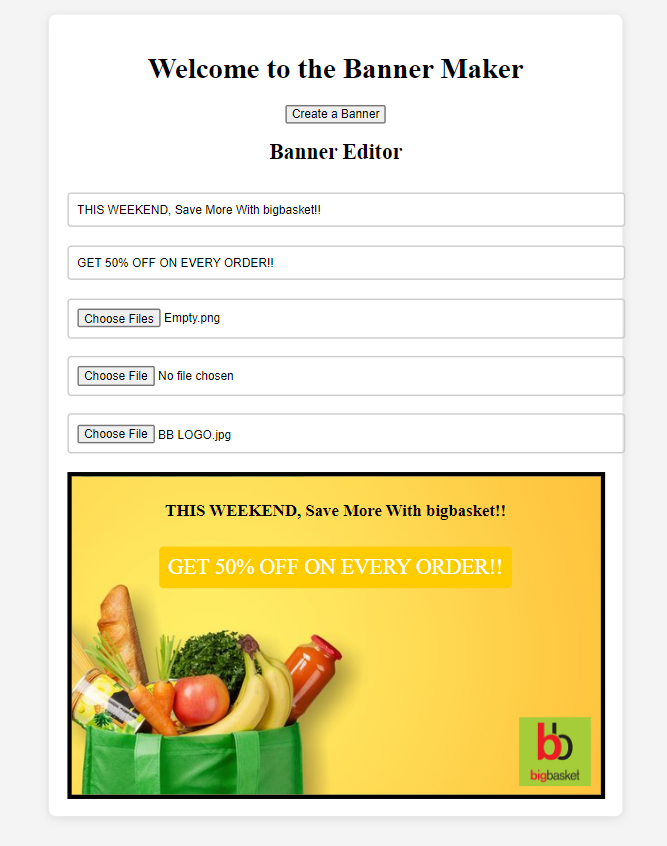 Welcome to the Banner Maker
Create a Banner
Banner Editor
THIS WEEKEND, Save More With bigbasket!!
GET 50% OFF ON EVERY ORDER!!
Choose Files Empty.png
Choose File No file chosen
Choose File BB LOGO.jpg
THIS WEEKEND, Save More With bigbasket!!
GET 50% OFF ON EVERY ORDER!!
bb
bigbasket